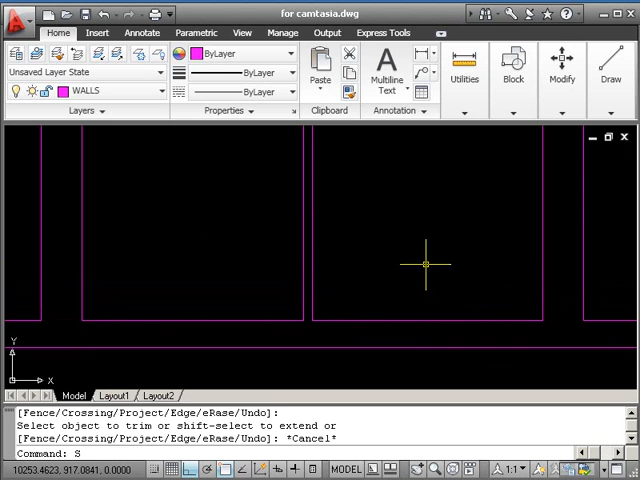 for camtasia.dwg
Home Insert Annotate Parametric View Manage Output Express Tools
Unsaved Layer State
WALLS
Layers
ByLayer
ByLayer
ByLayer
Properties
Paste
Clipboard
A
Multiline
Text
Annotation
Utilities
Block
Modify
Draw
Y
X
Model Layout1 Layout2
[Fence/Crossing/Project/Edge/eRase/Undo]:
Select object to trim or shift-select to extend or
[Fence/Crossing/Project/Edge/eRase/Undo]: *Cancel*
Command: S
10253.4623, 917.0841, 0.0000 MODEL 1:1